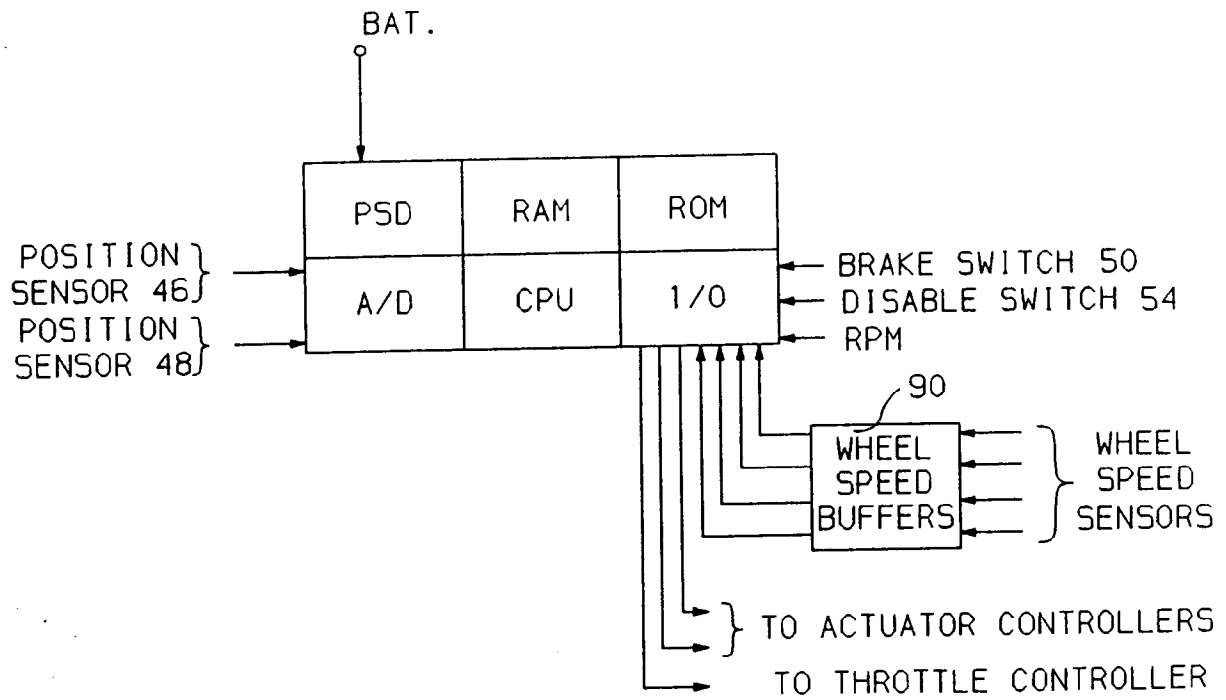 BAT.
PSD
RAM
ROM
POSITION
SENSOR 46
A/D
CPU
1/O
BRAKE SWITCH 50
DISABLE SWITCH 54
RPM
POSITION
SENSOR 48
90
WHEEL
SPEED
BUFFERS
WHEEL
SPEED
SENSORS
TO ACTUATOR CONTROLLERS
TO THROTTLE CONTROLLER